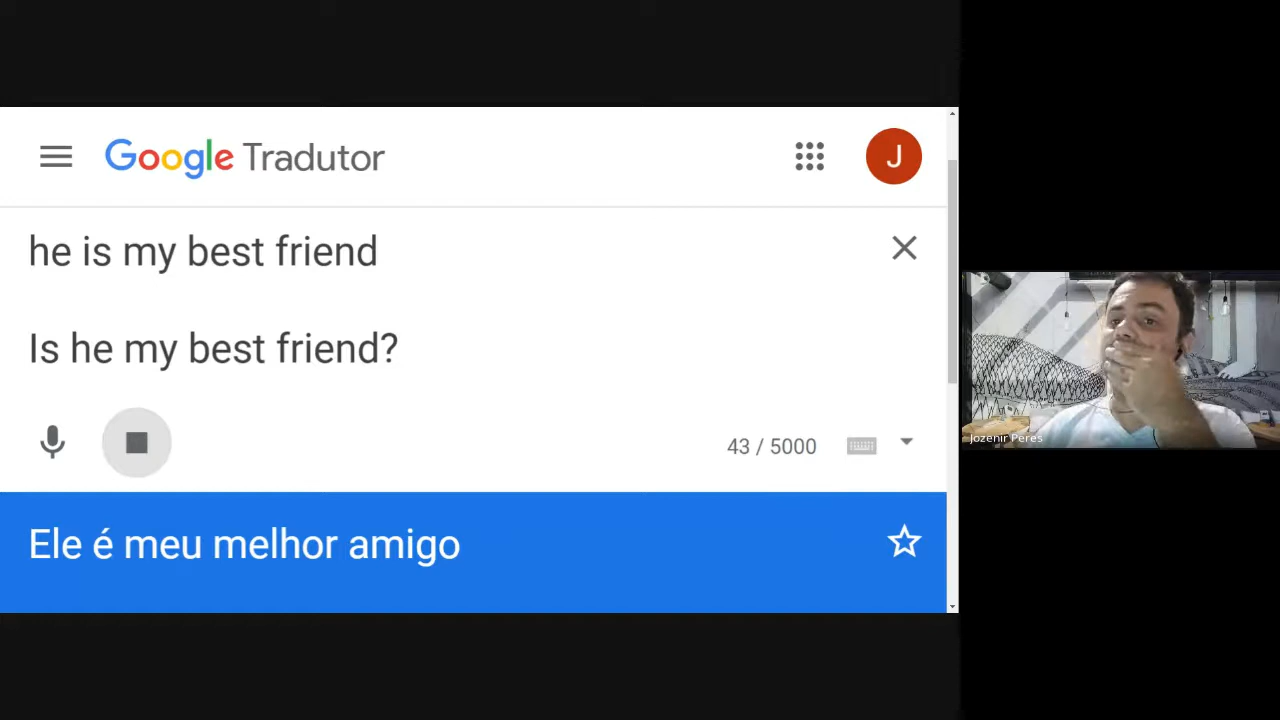 Google Tradutor
J
he is my best friend
Is he my best friend?
43 / 5000
Ele é meu melhor amigo
Jozenir Peres